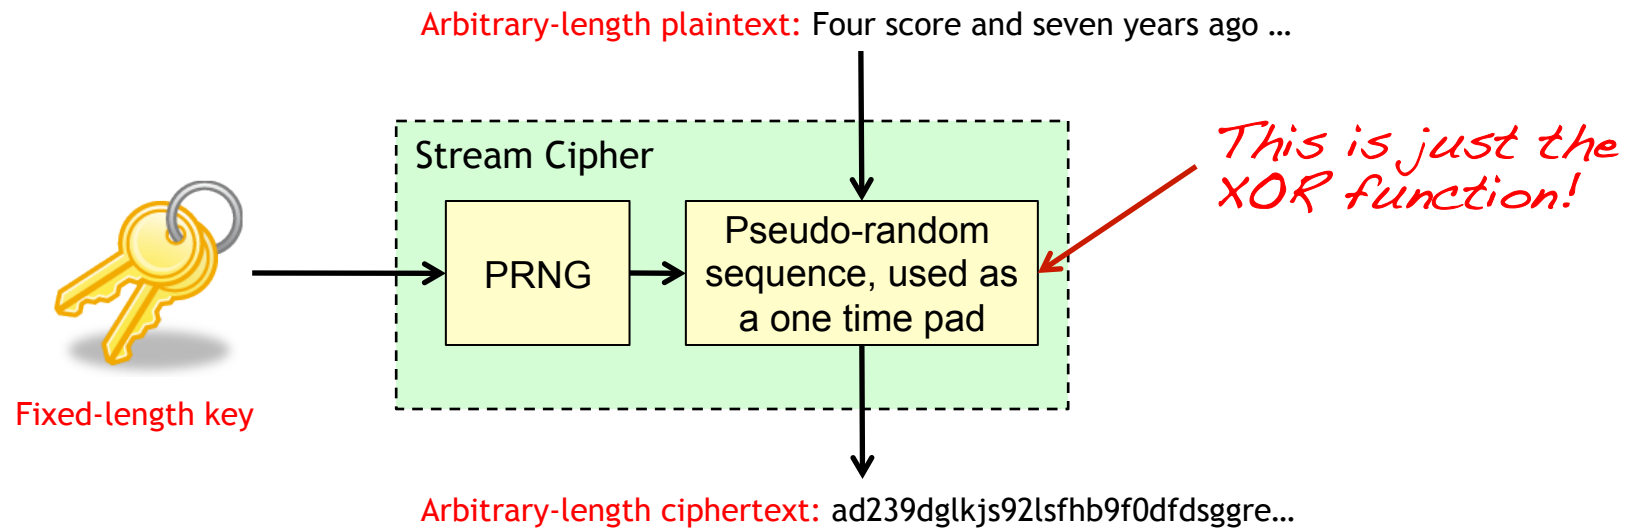 Arbitrary-length plaintext: Four score and seven years ago …
This is just the
XOR function!
Stream Cipher
PRNG
Pseudo-random
sequence, used as
a one time pad
Fixed-length key
Arbitrary-length ciphertext: ad239dglkjs92lsfhb9f0dfdsggre…